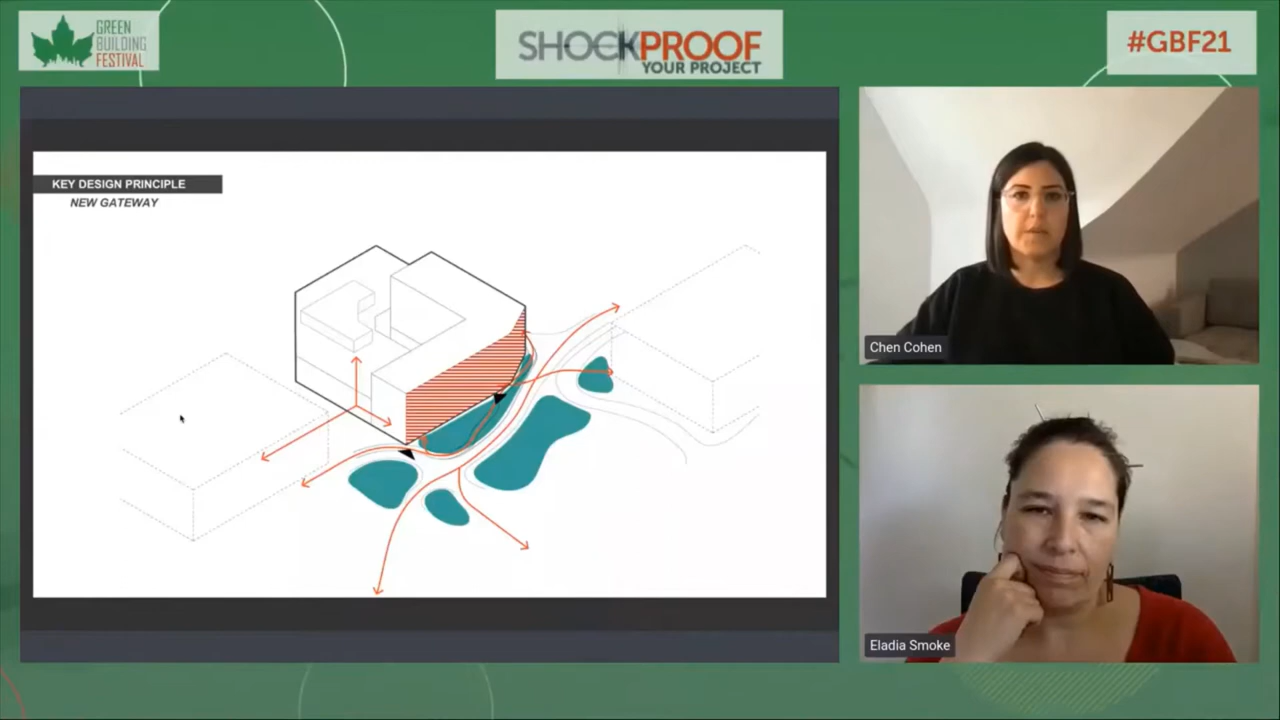 GREEN
BUILDING
FESTIVAL
SHOCKPROOF
YOUR PROJECT
#GBF21
KEY DESIGN PRINCIPLE
NEW GATEWAY
Chen Cohen
Eladia Smoke